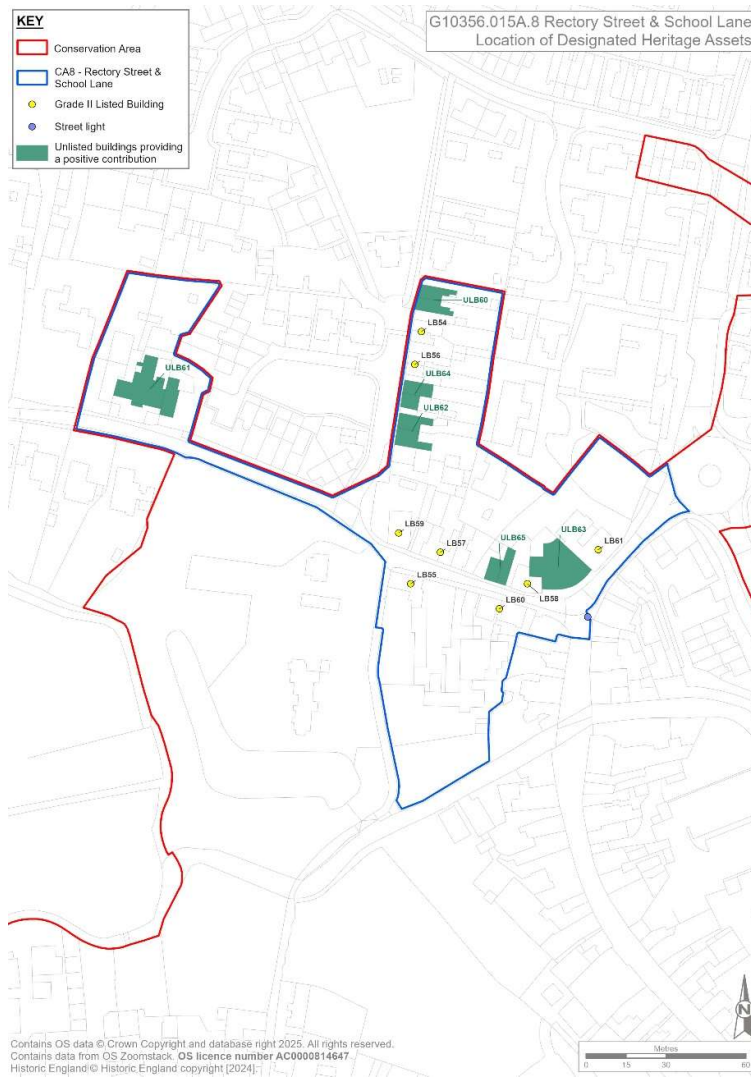 KEY
Conservation Area
CA8 - Rectory Street &
School Lane
Grade II Listed Building
Street light
Unlisted buildings providing
a positive contribution
G10356.015A.8 Rectory Street & School Lane
Location of Designated Heritage Assets
ULB60
LB54
LB56
ULB61
ULB64
ULB62
LB59
LB57
ULB63
LB61
ULB65
LB55
LB58
LB60
N
Metres
0 15 30 60
Contains OS data © Crown Copyright and database right 2025. All rights reserved.
Contains data from OS Zoomstack. OS licence number AC0000814647.
Historic England © Historic England copyright [2024].